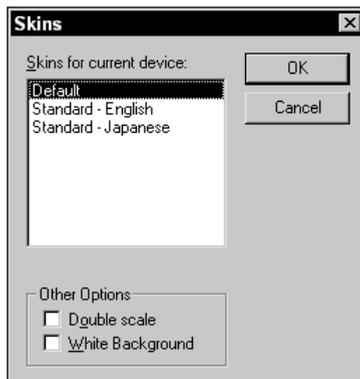 Skins
Skins for current device:
Default
Standard - English
Standard - Japanese
OK
Cancel
Other Options
Double scale
White Background